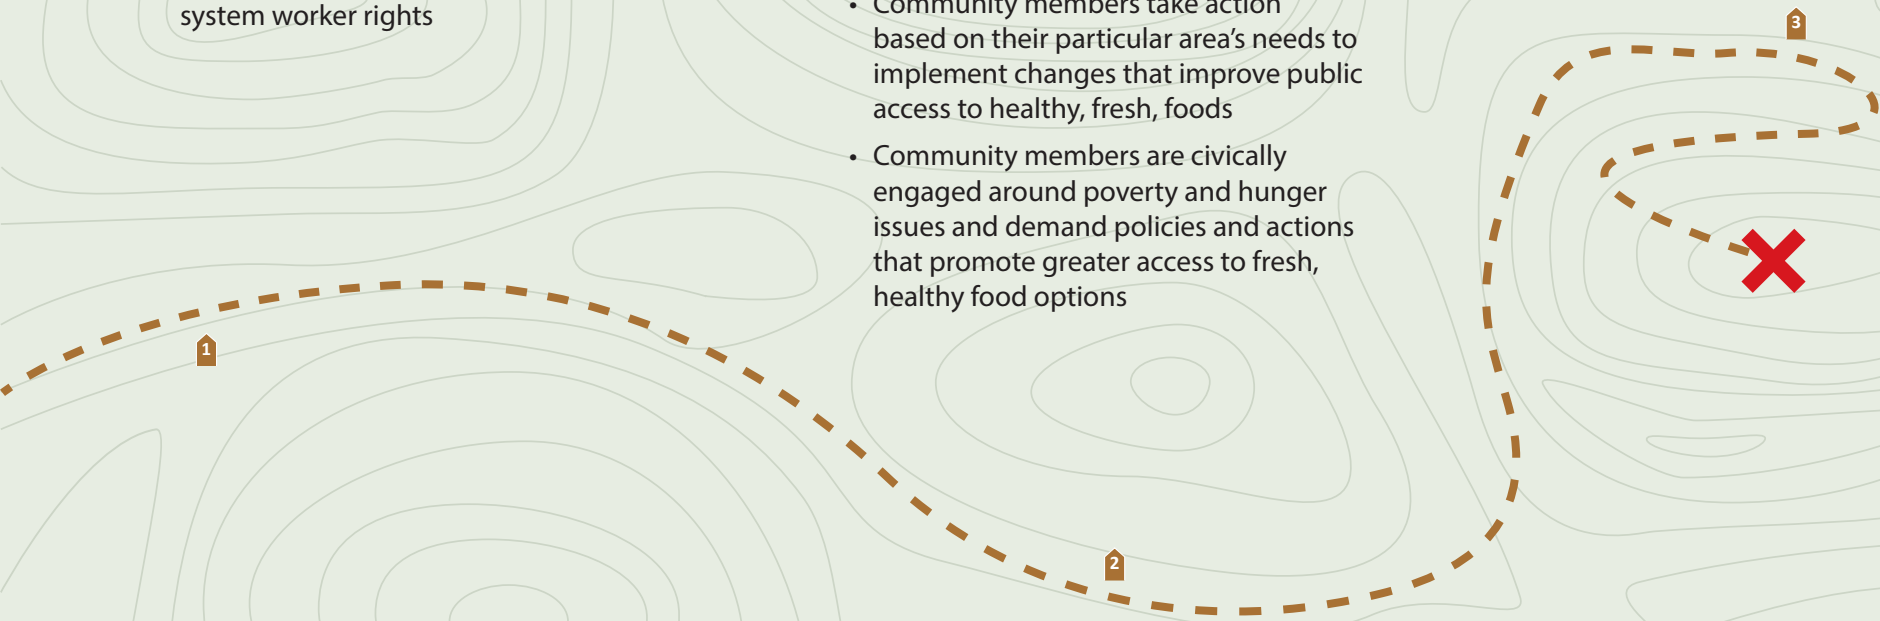 system worker rights
• Community members take action
based on their particular area’s needs to
implement changes that improve public
access to healthy, fresh, foods
• Community members are civically
engaged around poverty and hunger
issues and demand policies and actions
that promote greater access to fresh,
healthy food options
1
2
3